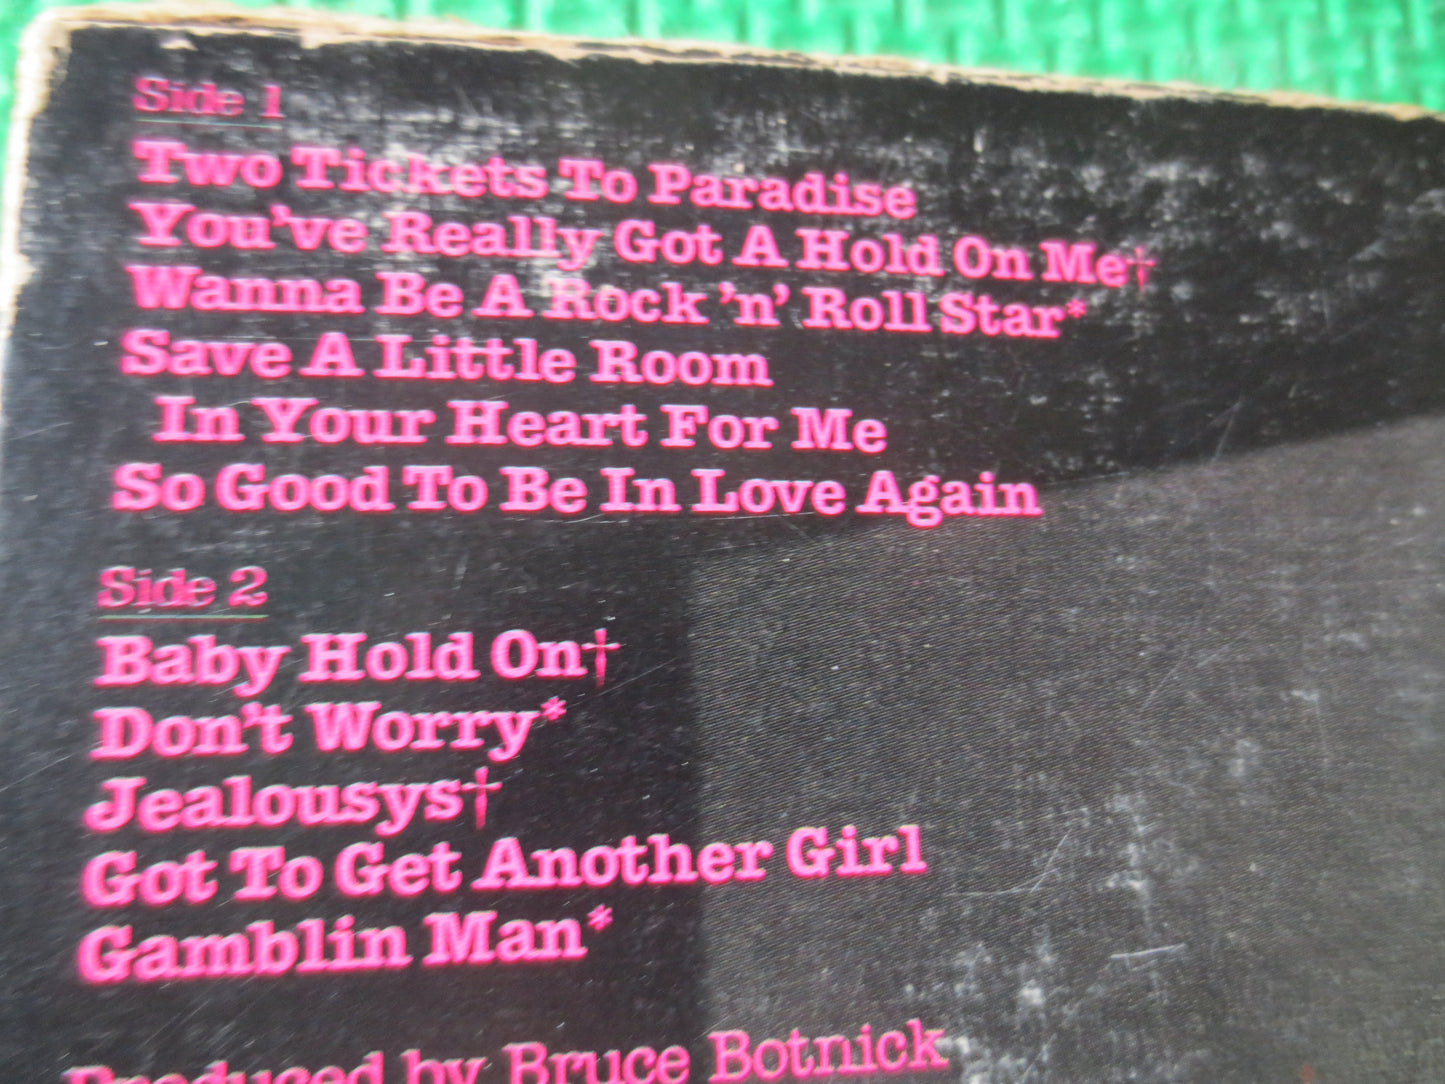 Side 1
Two Tickets To Paradise
You've Really Got A Hold On Me†
Wanna Be A Rock 'n' Roll Star*
Save A Little Room
In Your Heart For Me
So Good To Be In Love Again
Side 2
Baby Hold On†
Don't Worry*
Jealousys†
Got To Get Another Girl
Gamblin Man*
Produced by Bruce Botnick